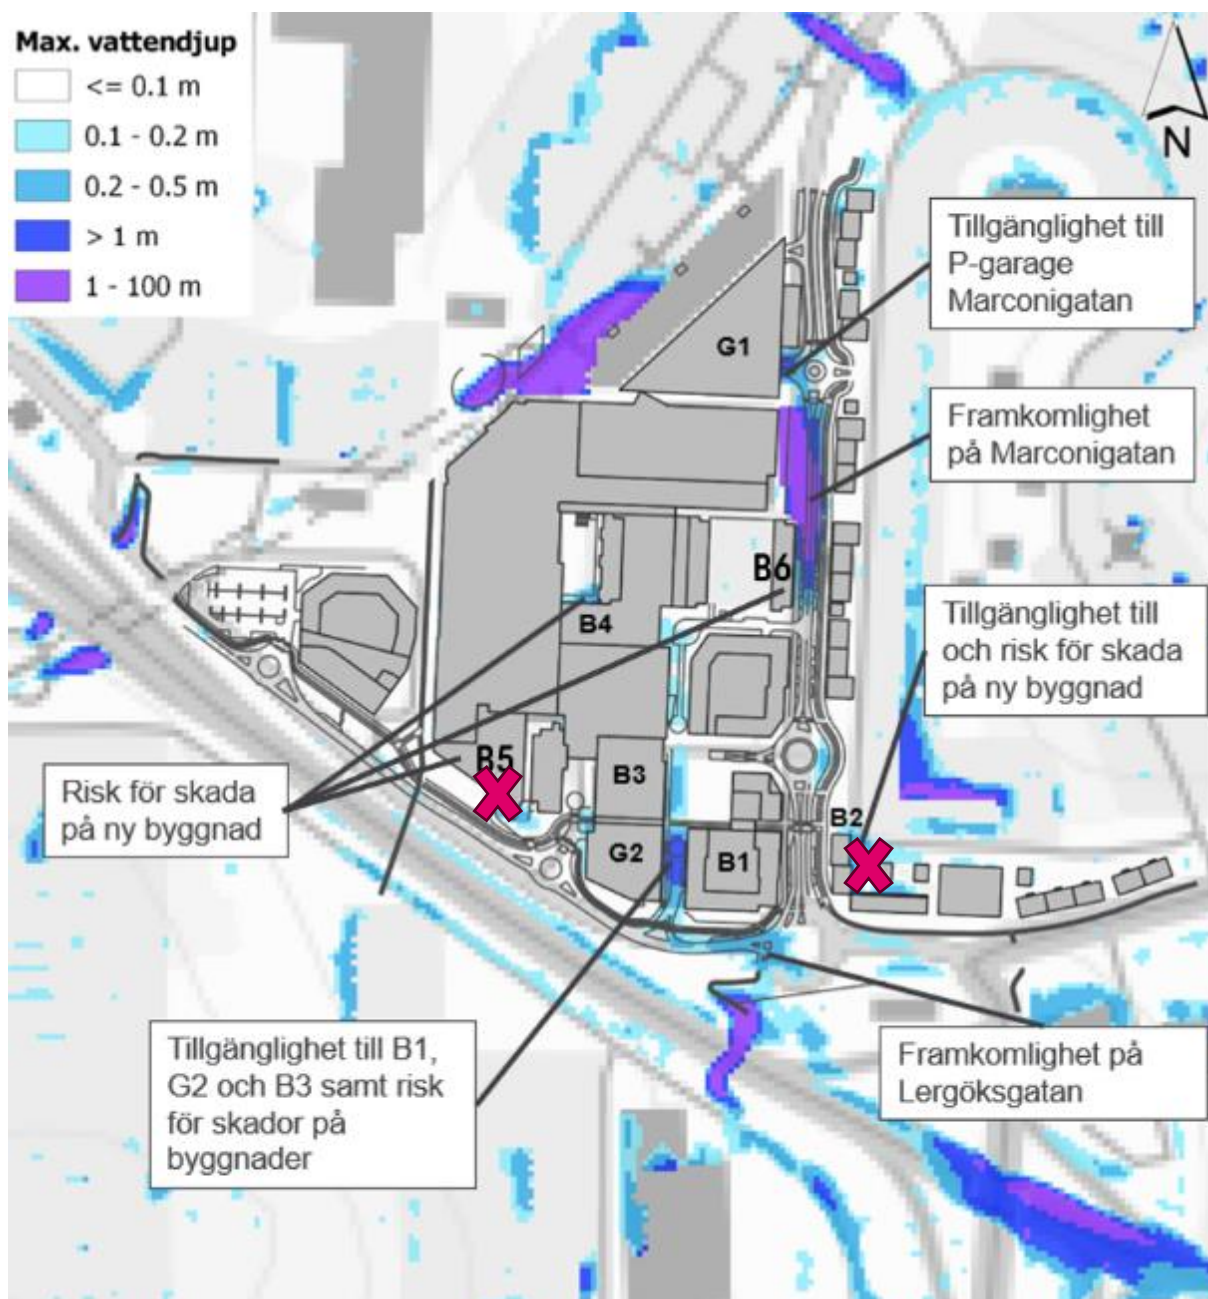 Max. vattendjup
<= 0.1 m
0.1 - 0.2 m
0.2 - 0.5 m
> 1 m
1 - 100 m
N
Tillgänglighet till
P-garage
Marconigatan
G1
Framkomlighet
på Marconigatan
B6
B4
Tillgänglighet till
och risk för skada
på ny byggnad
B5
B3
Risk för skada
på ny byggnad
B2
G2
B1
Tillgänglighet till B1,
G2 och B3 samt risk
för skador på
byggnader
Framkomlighet på
Lergöksgatan